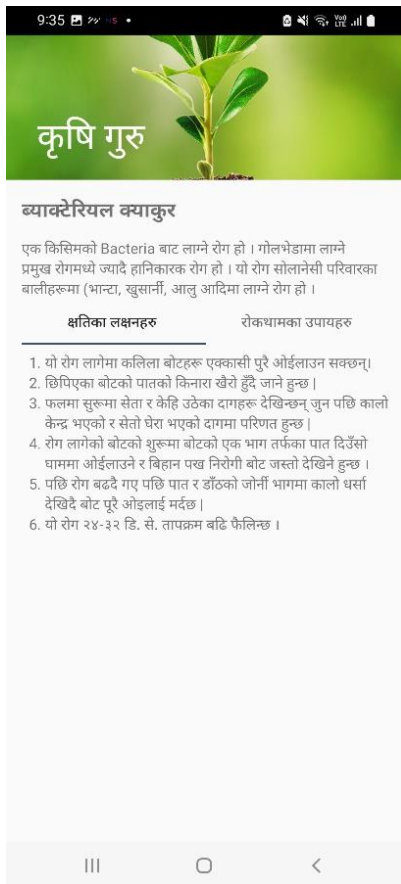 9:35
कृषि गुरु
ब्याक्टेरियल क्याकुर
एक किसिमको Bacteria बाट लाग्ने रोग हो । गोलभेडामा लाग्ने
प्रमुख रोगमध्ये ज्यादै हानिकारक रोग हो । यो रोग सोलानेसी परिवारका
बालीहरूमा (भान्टा, खुसार्नी, आलु आदिमा लाग्ने रोग हो ।
क्षतिका लक्षनहरु रोकथामका उपायहरु
1. यो रोग लागेमा कलिला बोटहरू एक्कासी पुरै ओईलाउन सक्छन्।
2. छिपिएका बोटको पातको किनारा खैरो हुँदै जाने हुन्छ |
3. फलमा सुरूमा सेता र केहि उठेका दागहरू देखिन्छन् जुन पछि कालो
केन्द्र भएको र सेतो घेरा भएको दागमा परिणत हुन्छ |
4. रोग लागेको बोटको शुरूमा बोटको एक भाग तर्फका पात दिउँसो
घाममा ओईलाउने र बिहान पख निरोगी बोट जस्तो देखिने हुन्छ ।
5. पछि रोग बढदै गए पछि पात र डाँठको जोर्नी भागमा कालो धर्सा
देखिदै बोट पूरै ओइलाई मर्दछ |
6. यो रोग २४-३२ डि. से. तापक्रम बढि फैलिन्छ ।